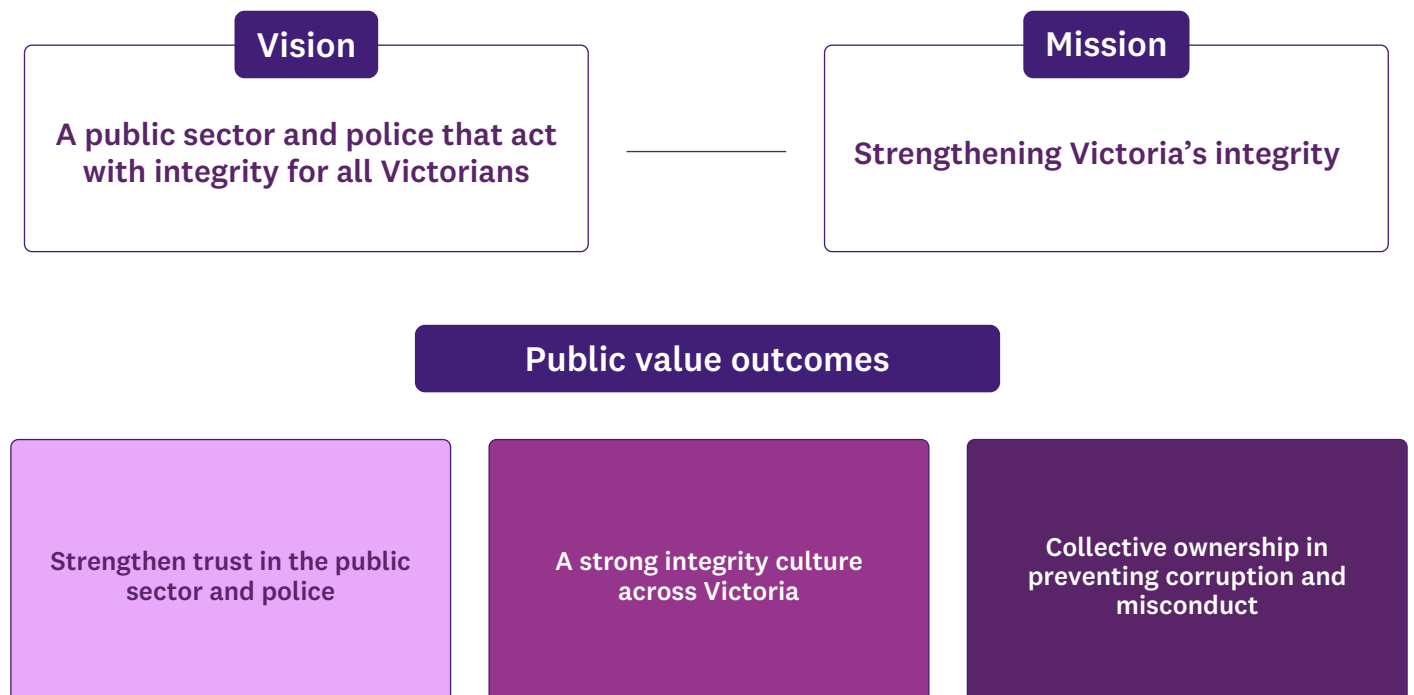 Vision
A public sector and police that act
with integrity for all Victorians
Mission
Strengthening Victoria’s integrity
Public value outcomes
Strengthen trust in the public
sector and police
A strong integrity culture
across Victoria
Collective ownership in
preventing corruption and
misconduct